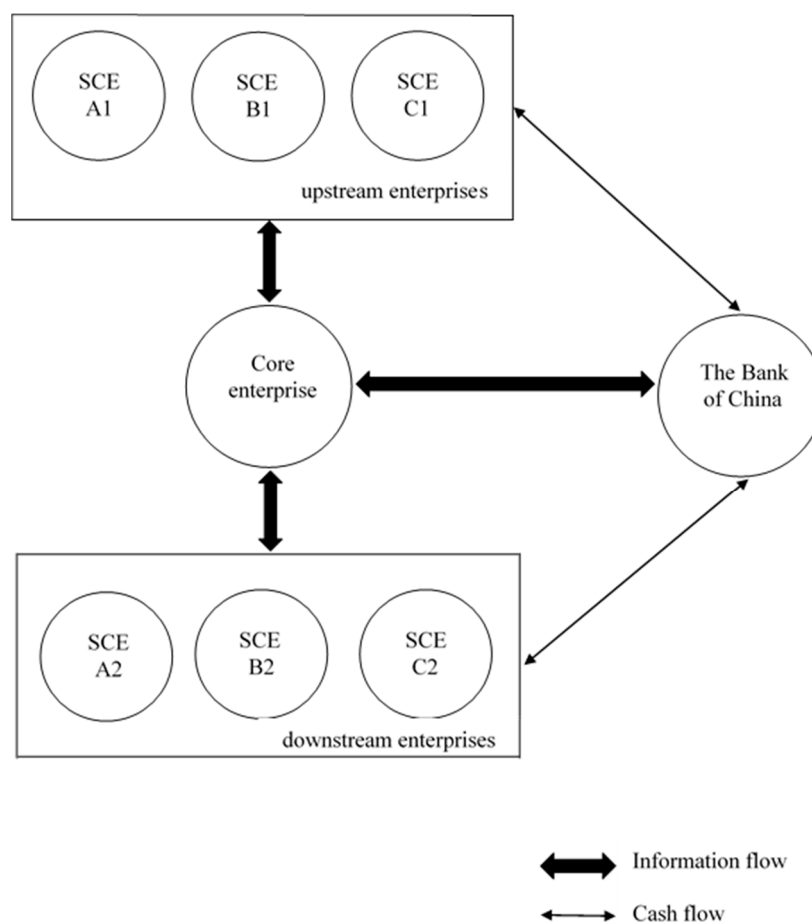 SCE
A1
SCE
B1
SCE
C1
upstream enterprises
Core
enterprise
The Bank
of China
SCE
A2
SCE
B2
SCE
C2
downstream enterprises
Information flow
Cash flow